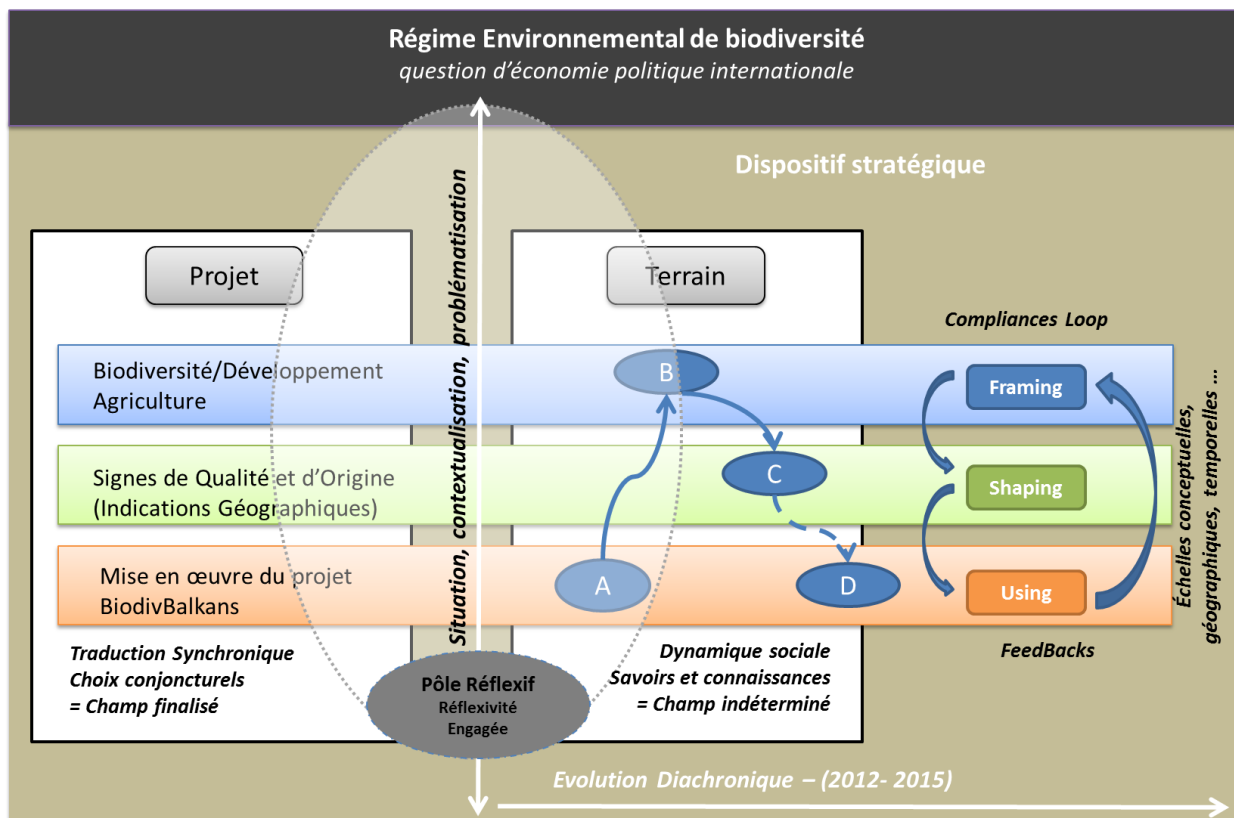 Régime Environnemental de biodiversité
question d’économie politique internationale
Dispositif stratégique
Projet
Terrain
Situation, contextualisation, problématisation
Compliances Loop
Biodiversité/Développement
Agriculture
B
Framing
Signes de Qualité et d’Origine
(Indications Géographiques)
C
Shaping
Mise en œuvre du projet
BiodivBalkans
A
D
Using
Échelles conceptuelles,
géographiques, temporelles ...
FeedBacks
Traduction Synchronique
Choix conjoncturels
= Champ finalisé
Dynamique sociale
Savoirs et connaissances
= Champ indéterminé
Pôle Réflexif
Réflexivité
Engagée
Evolution Diachronique – (2012- 2015)